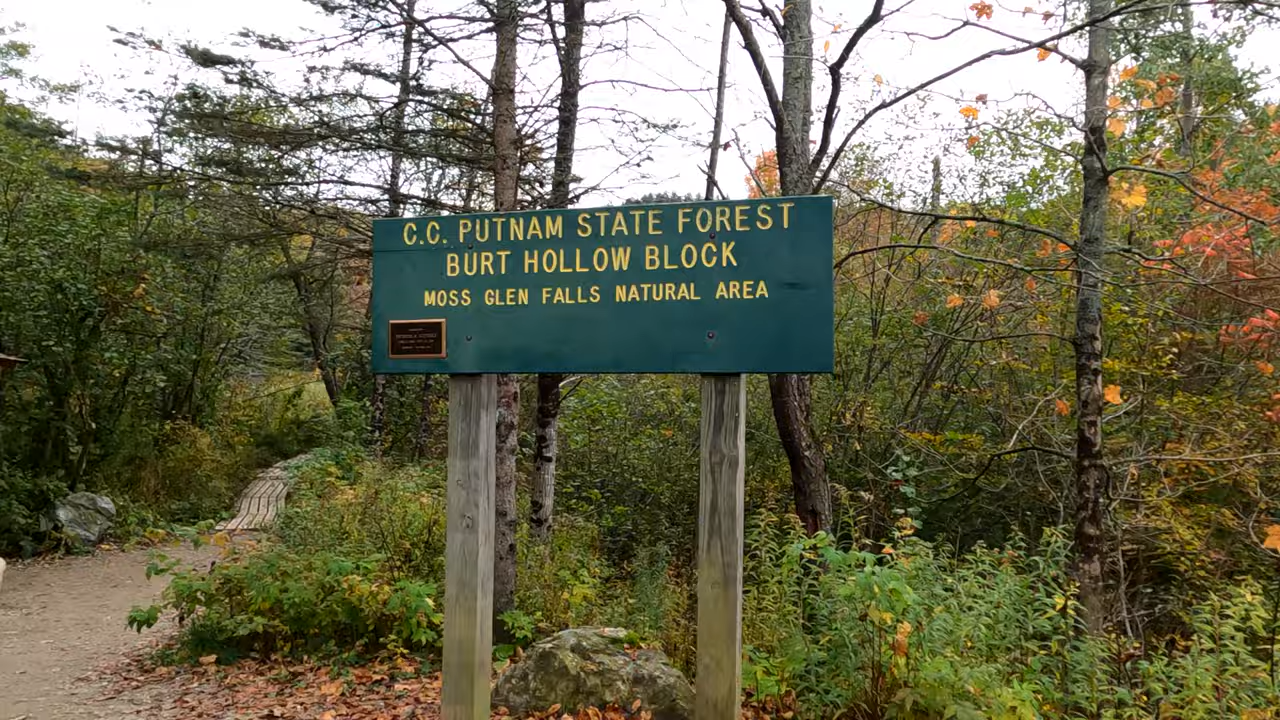 C.C. PUTNAM STATE FOREST
BURT HOLLOW BLOCK
MOSS GLEN FALLS NATURAL AREA